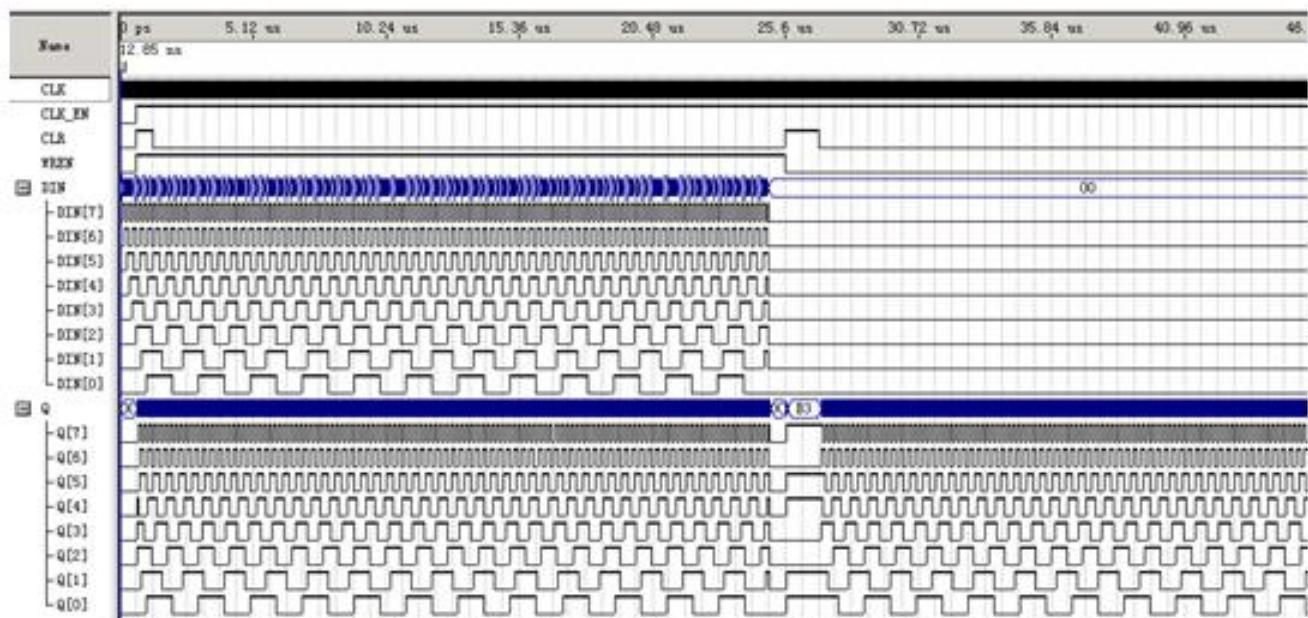 Name
0 ps 5.12 us 10.24 us 15.36 us 20.48 us 25.6 us 30.72 us 35.84 us 40.96 us 46.
12.85 ns
CLK
CLK_EN
CLR
WREN
DIN 00
DIN[7]
DIN[6]
DIN[5]
DIN[4]
DIN[3]
DIN[2]
DIN[1]
DIN[0]
Q
Q[7]
Q[6]
Q[5]
Q[4]
Q[3]
Q[2]
Q[1]
Q[0]